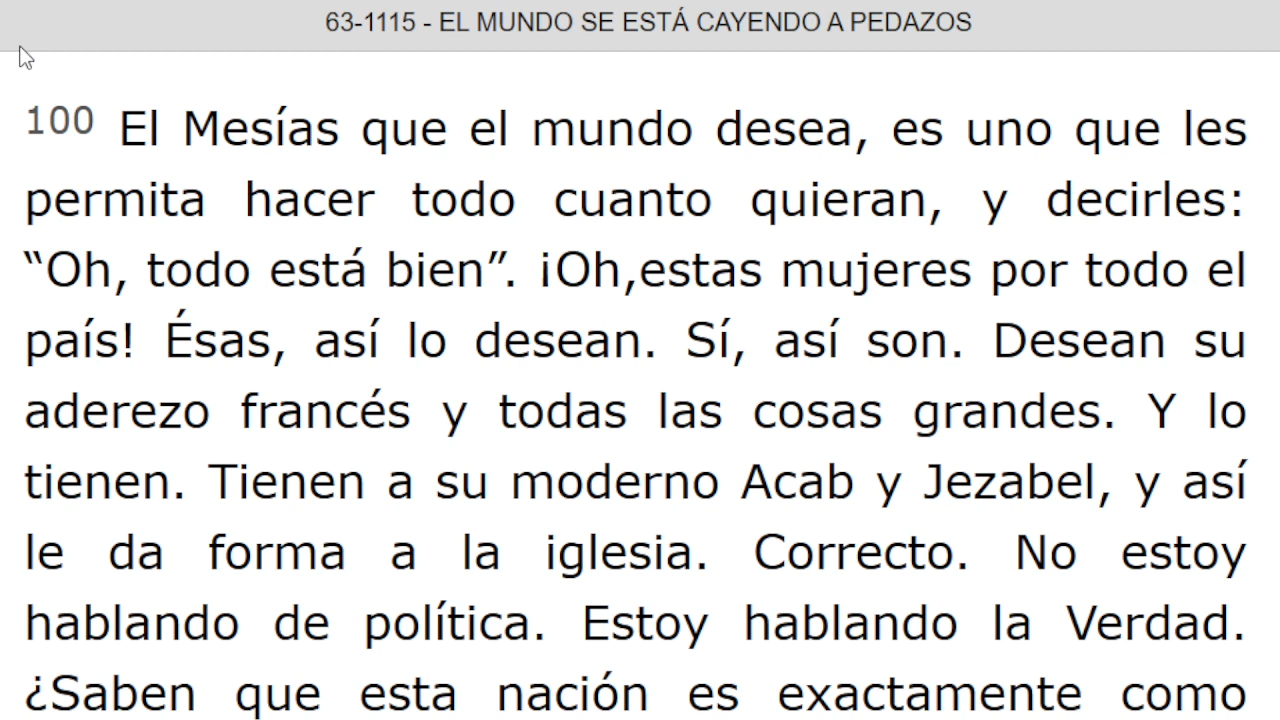 63-1115 - EL MUNDO SE ESTÁ CAYENDO A PEDAZOS
100 El Mesías que el mundo desea, es uno que les
permita hacer todo cuanto quieran, y decirles:
“Oh, todo está bien”. ¡Oh,estas mujeres por todo el
país! Ésas, así lo desean. Sí, así son. Desean su
aderezo francés y todas las cosas grandes. Y lo
tienen. Tienen a su moderno Acab y Jezabel, y así
le da forma a la iglesia. Correcto. No estoy
hablando de política. Estoy hablando la Verdad.
¿Saben que esta nación es exactamente como